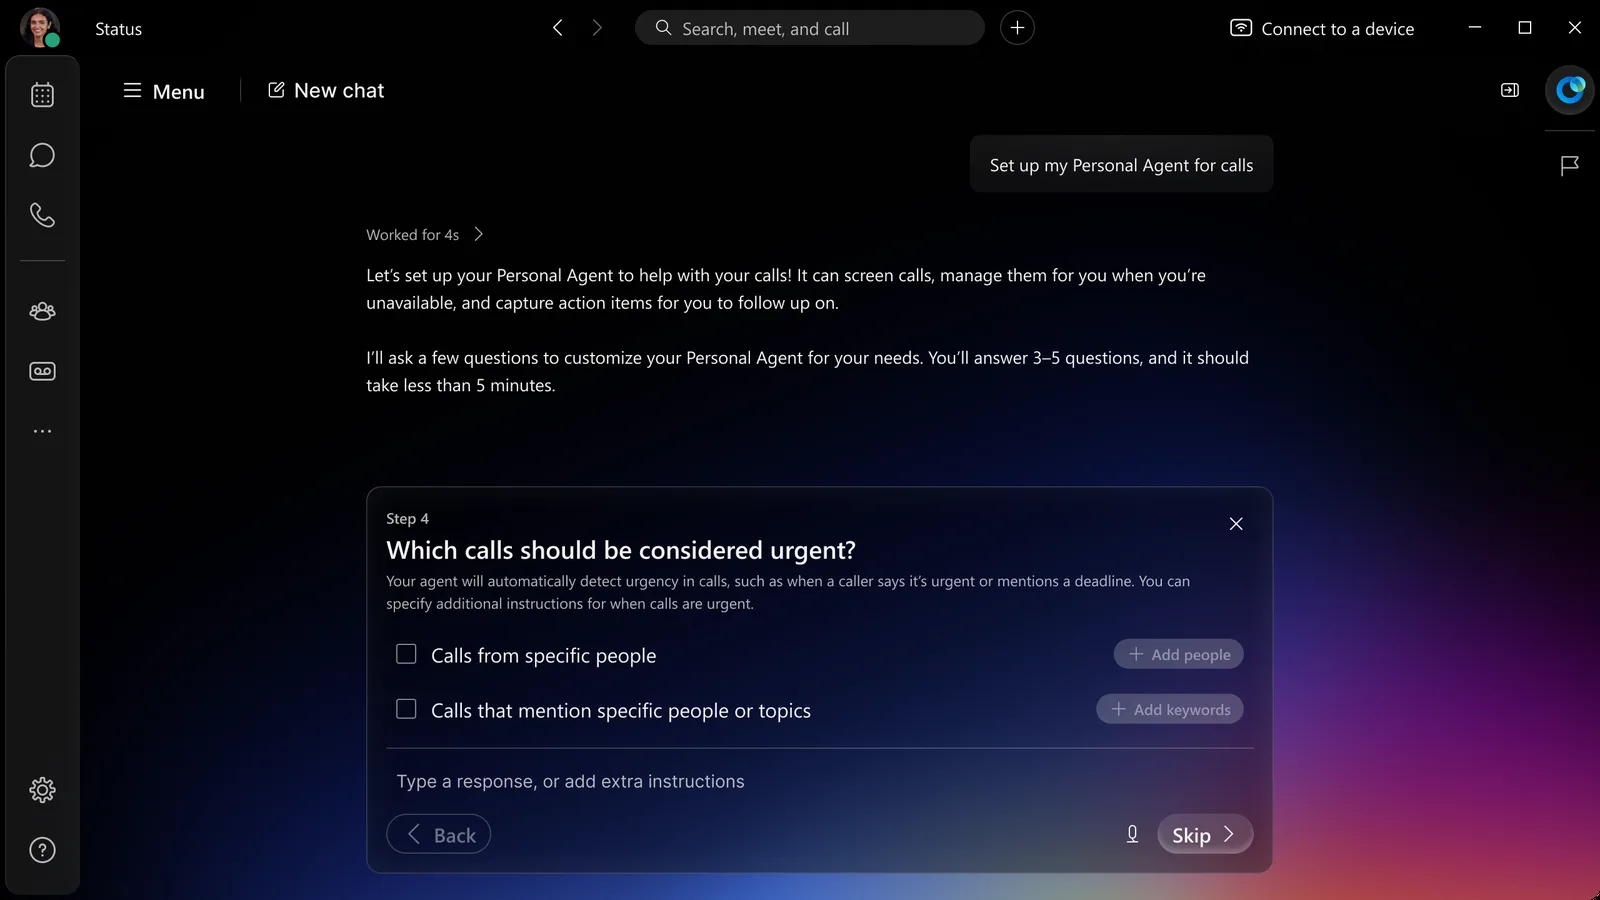 Status
Search, meet, and call
Connect to a device
Menu
New chat
Set up my Personal Agent for calls
Worked for 4s
Let’s set up your Personal Agent to help with your calls! It can screen calls, manage them for you when you’re
unavailable, and capture action items for you to follow up on.
I’ll ask a few questions to customize your Personal Agent for your needs. You’ll answer 3–5 questions, and it should
take less than 5 minutes.
Step 4
Which calls should be considered urgent?
Your agent will automatically detect urgency in calls, such as when a caller says it’s urgent or mentions a deadline. You can
specify additional instructions for when calls are urgent.
Calls from specific people
Add people
Calls that mention specific people or topics
Add keywords
Type a response, or add extra instructions
Back
Skip